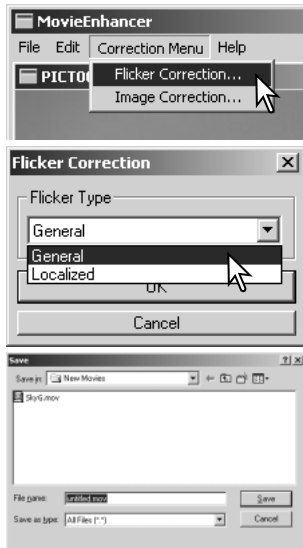 MovieEnhancer
File Edit Correction Menu Help
Flicker Correction...
Image Correction...
Flicker Correction
Flicker Type
General
General
Localized
OK
Cancel
Save
Save in: New Movies
SkyG.mov
File name: untitled.mov Save
Save as type: All Files (*.*) Cancel